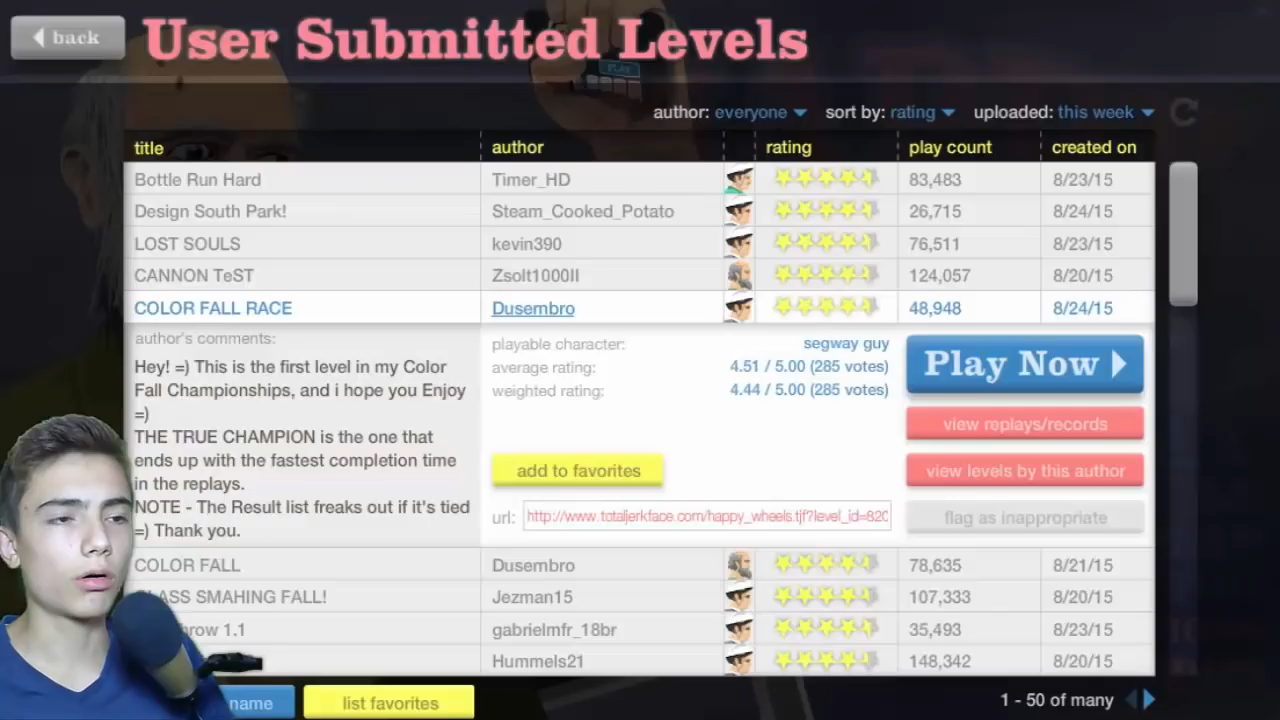 back
User Submitted Levels
PLAY
author: everyone sort by: rating uploaded: this week
title author rating play count created on
Bottle Run Hard Timer_HD 83,483 8/23/15
Design South Park! Steam_Cooked_Potato 26,715 8/24/15
LOST SOULS kevin390 76,511 8/23/15
CANNON TeST Zsolt1000II 124,057 8/20/15
COLOR FALL RACE Dusembro 48,948 8/24/15
author's comments:
Hey! =) This is the first level in my Color
Fall Championships, and i hope you Enjoy
=)
THE TRUE CHAMPION is the one that
ends up with the fastest completion time
in the replays.
NOTE - The Result list freaks out if it's tied
=) Thank you.
playable character: segway guy
average rating: 4.51 / 5.00 (285 votes)
weighted rating: 4.44 / 5.00 (285 votes)
add to favorites
url: http://www.totaljerkface.com/happy_wheels.tjf?level_id=820
Play Now
view replays/records
view levels by this author
flag as inappropriate
COLOR FALL Dusembro 78,635 8/21/15
SMAHING FALL! Jezman15 107,333 8/20/15
1.1 gabrielmfr_18br 35,493 8/23/15
Hummels21 148,342 8/20/15
name list favorites 1 - 50 of many